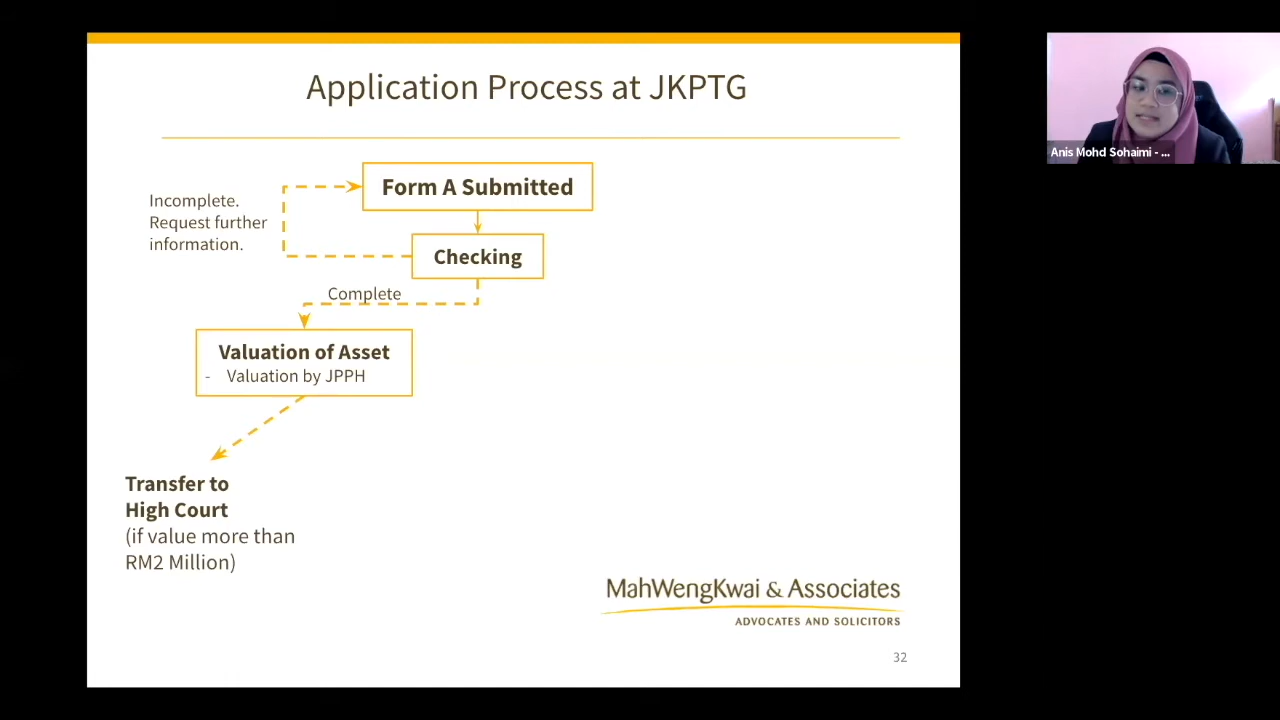 Application Process at JKPTG
Form A Submitted
Incomplete.
Request further
information.
Checking
Complete
Valuation of Asset
- Valuation by JPPH
Transfer to
High Court
(if value more than
RM2 Million)
MahWengKwai & Associates
ADVOCATES AND SOLICITORS
32
Anis Mohd Sohaimi - ...